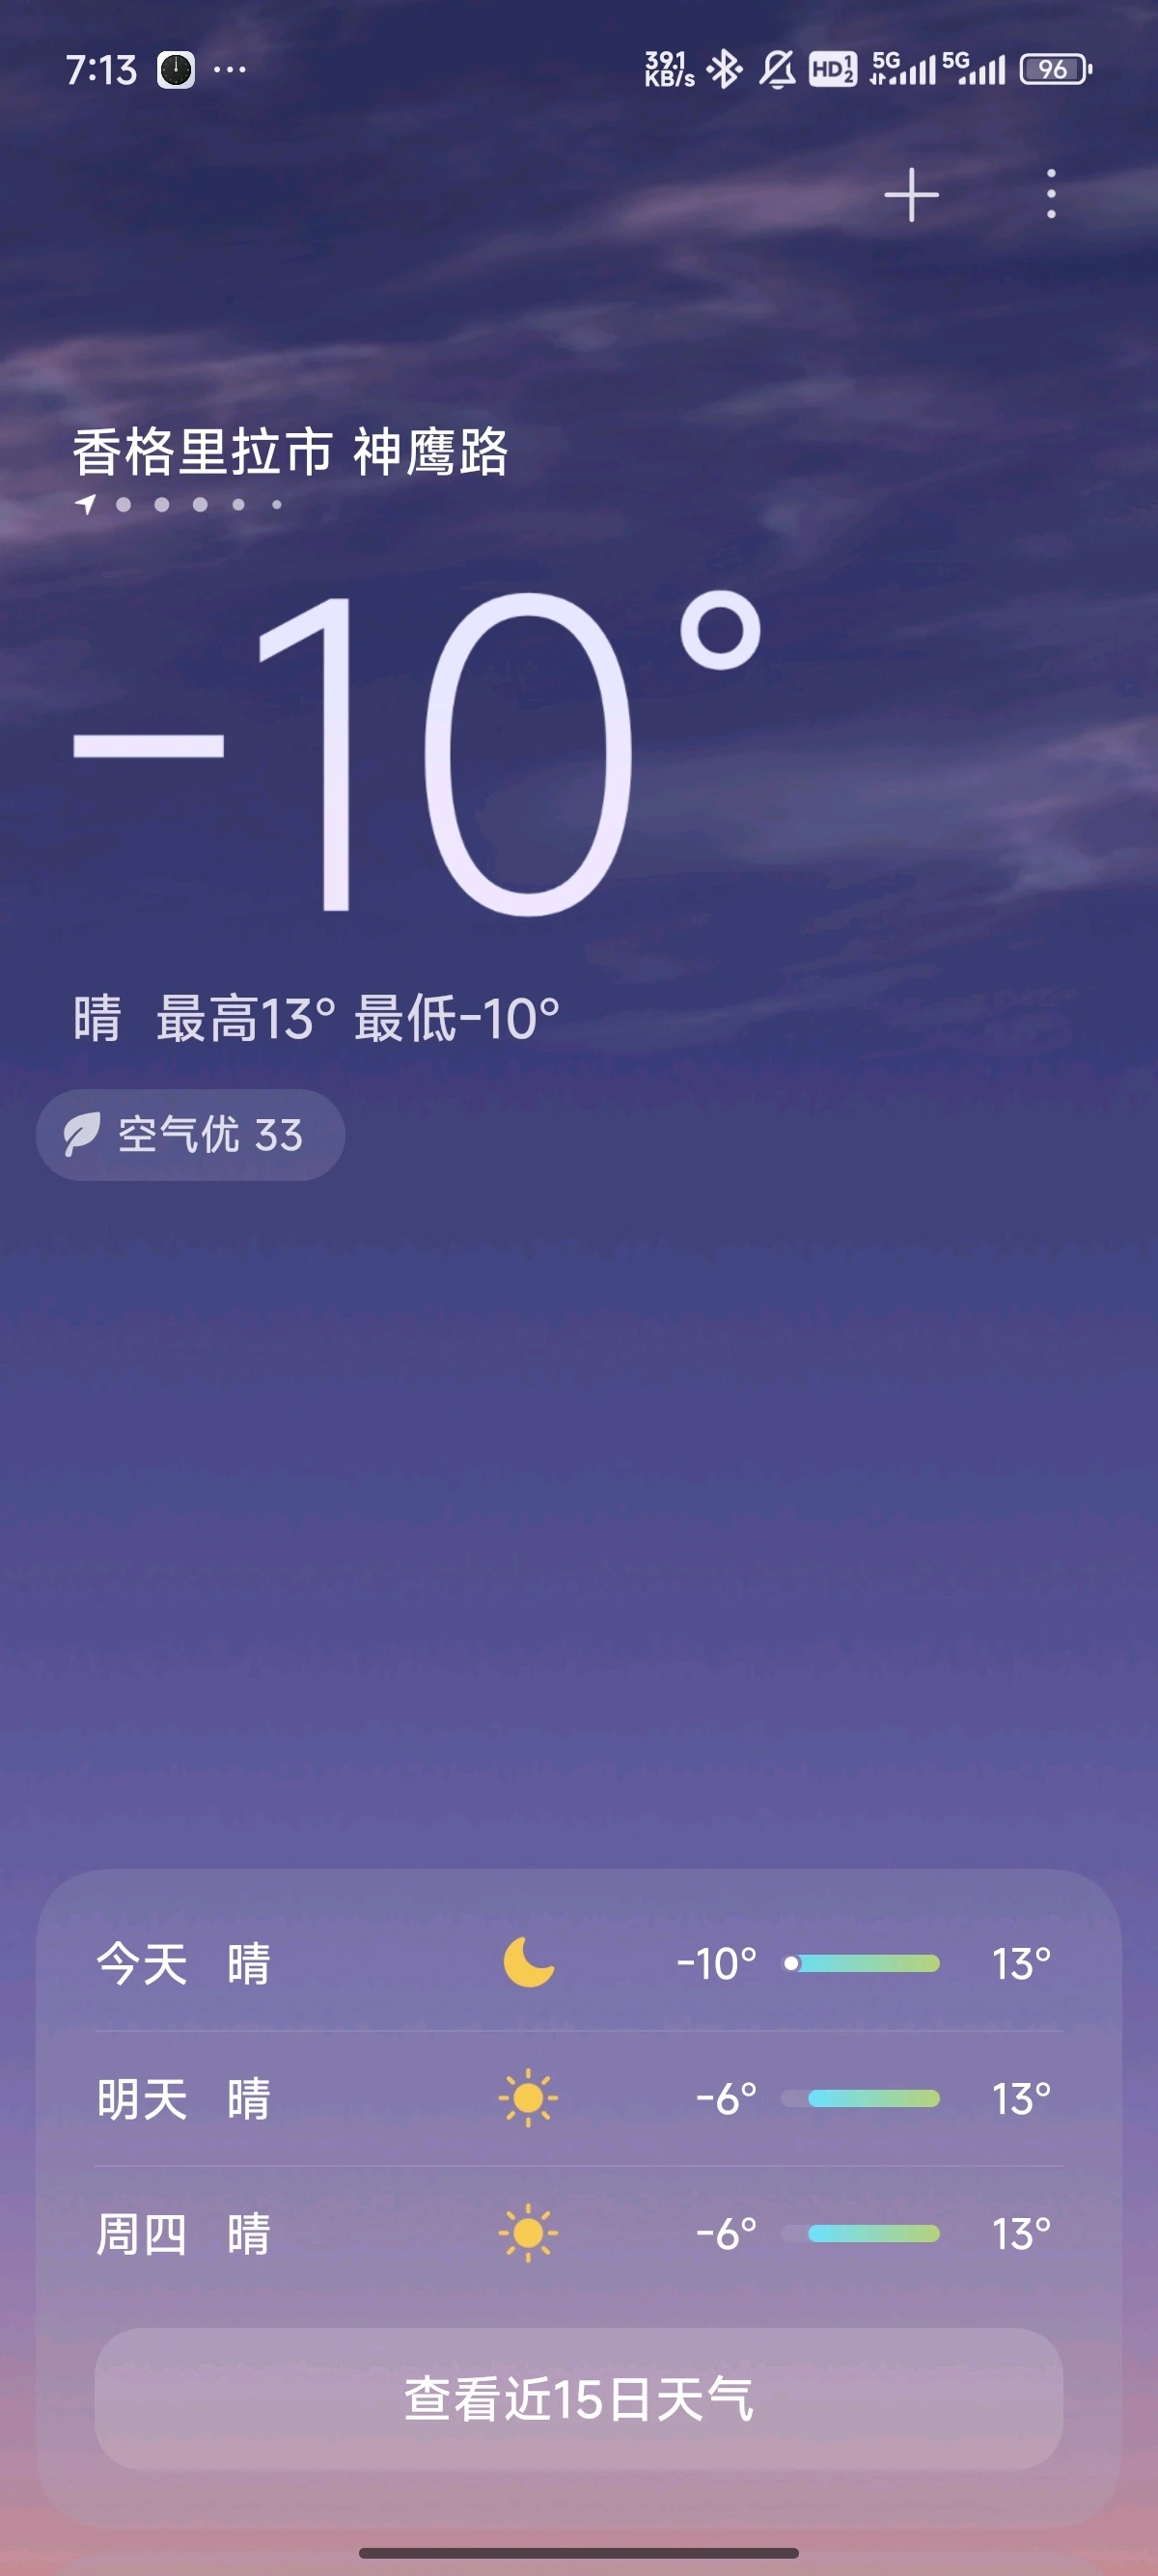 7:13 ... 39.1 KB/s HD 1 2 5G 5G 96
香格里拉市 神鹰路
-10°
晴 最高13° 最低-10°
空气优 33
今天 晴 -10° 13°
明天 晴 -6° 13°
周四 晴 -6° 13°
查看近15日天气